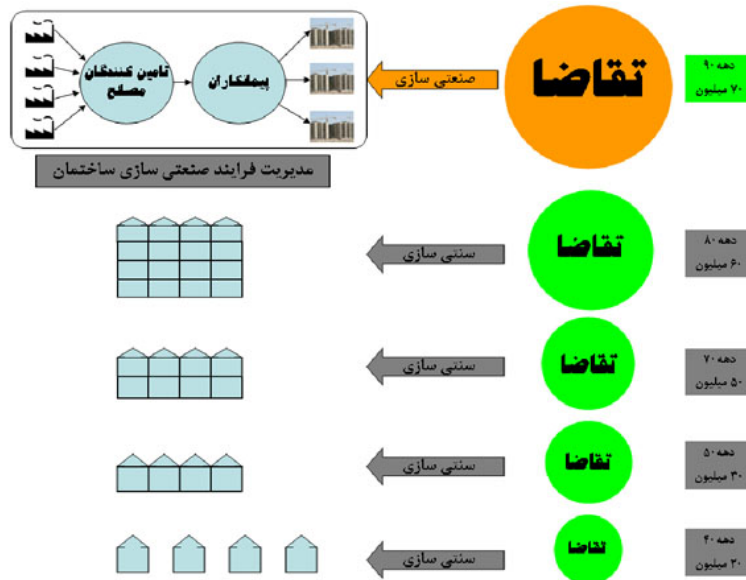 دهه ۹۰
۷۰ میلیون
تقاضا
صنعتی سازی
پیمانکاران
تامین کنندگان
مصالح
مدیریت فرایند صنعتی سازی ساختمان
دهه ۸۰
۶۰ میلیون
تقاضا
سنتی سازی
دهه ۷۰
۵۰ میلیون
تقاضا
سنتی سازی
دهه ۵۰
۳۰ میلیون
تقاضا
سنتی سازی
دهه ۴۰
۲۰ میلیون
تقاضا
سنتی سازی